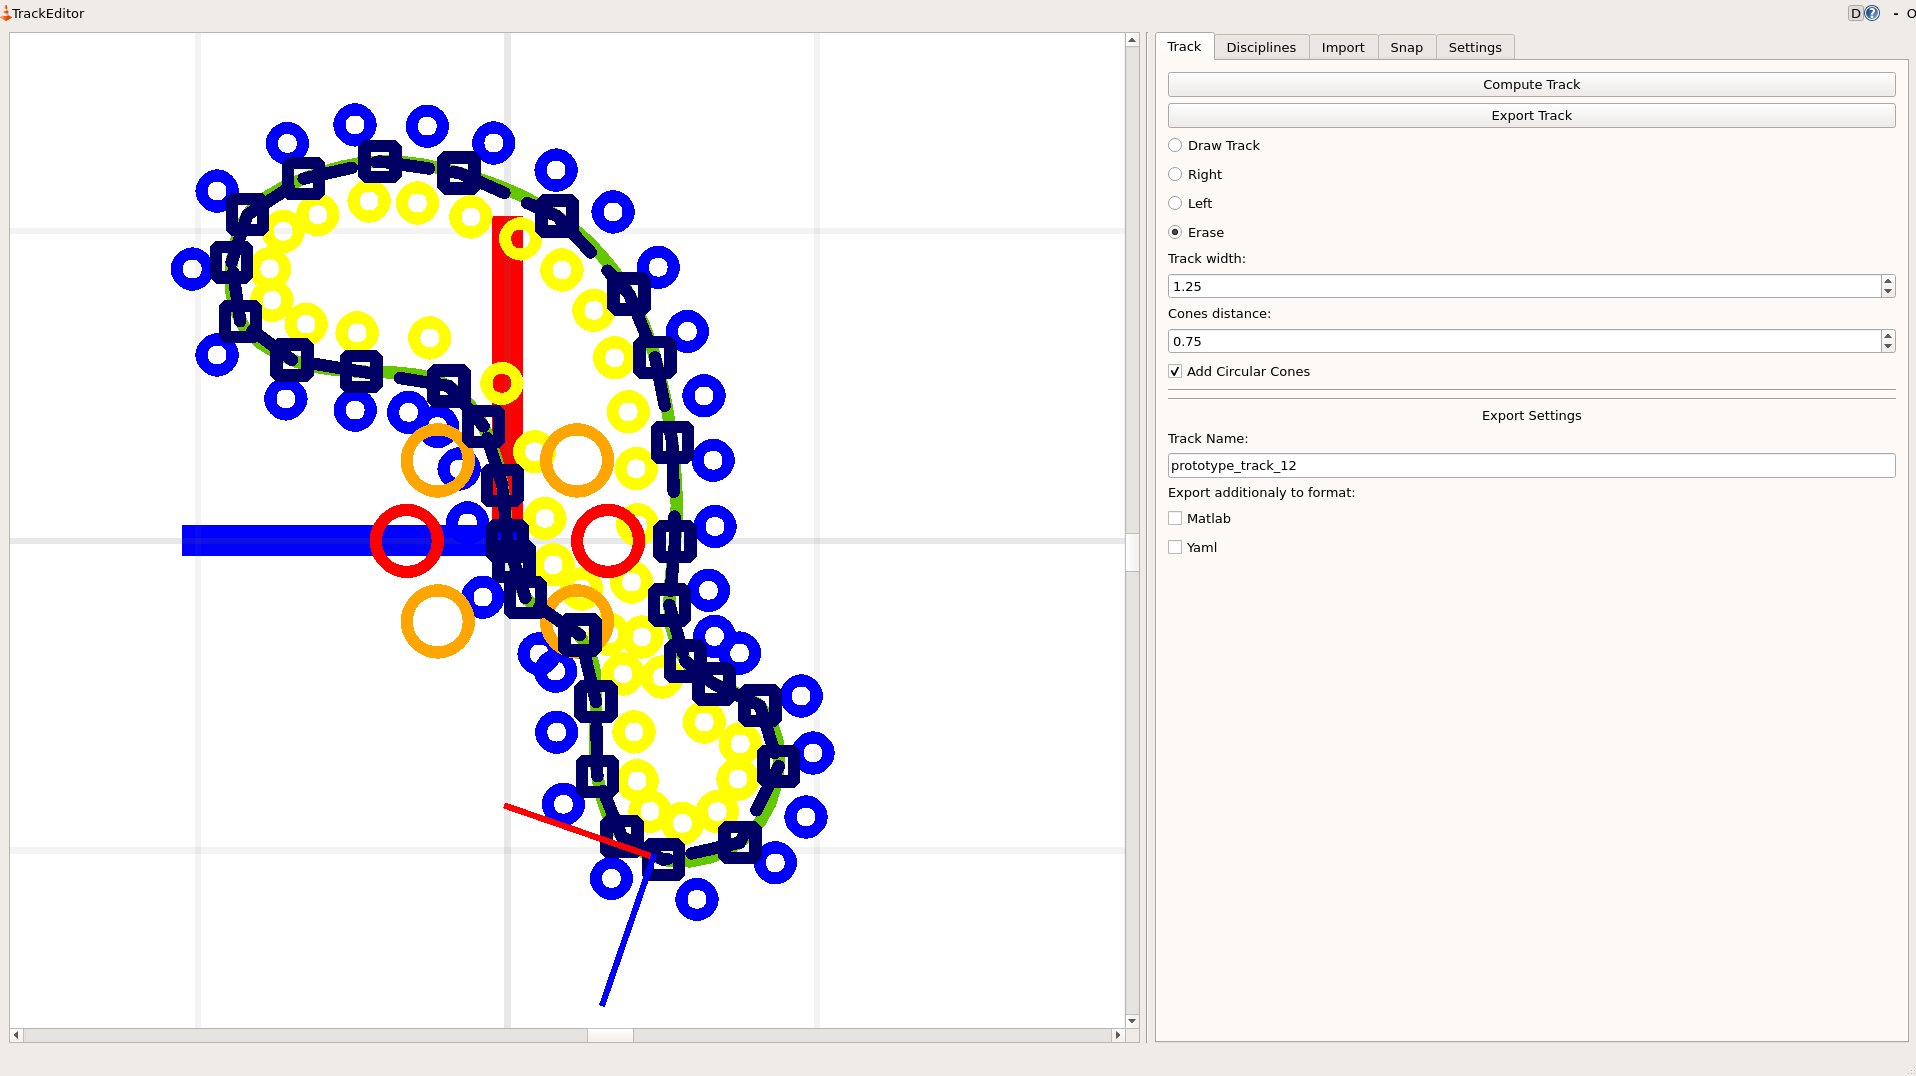 TrackEditor
D ? - O
Track Disciplines Import Snap Settings
Compute Track
Export Track
Draw Track
Right
Left
Erase
Track width:
1.25
Cones distance:
0.75
Add Circular Cones
Export Settings
Track Name:
prototype_track_12
Export additionaly to format:
Matlab
Yaml